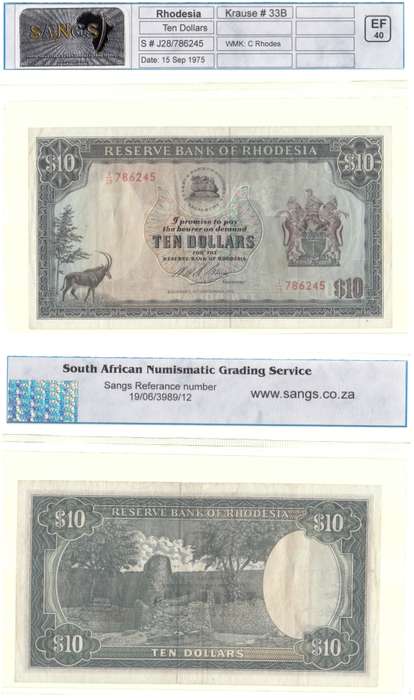 SANGS
Rhodesia
Krause # 33B
Ten Dollars
S # J28/786245
WMK: C Rhodes
Date: 15 Sep 1975
EF
40
RESERVE BANK OF RHODESIA
$10
$10
786245
I promise to pay
the bearer on demand
TEN DOLLARS
FOR THE
RESERVE BANK OF RHODESIA
786245
$10
South African Numismatic Grading Service
Sangs Referance number
19/06/3989/12
www.sangs.co.za
RESERVE BANK OF RHODESIA
$10
$10
$10
$10
TEN DOLLARS